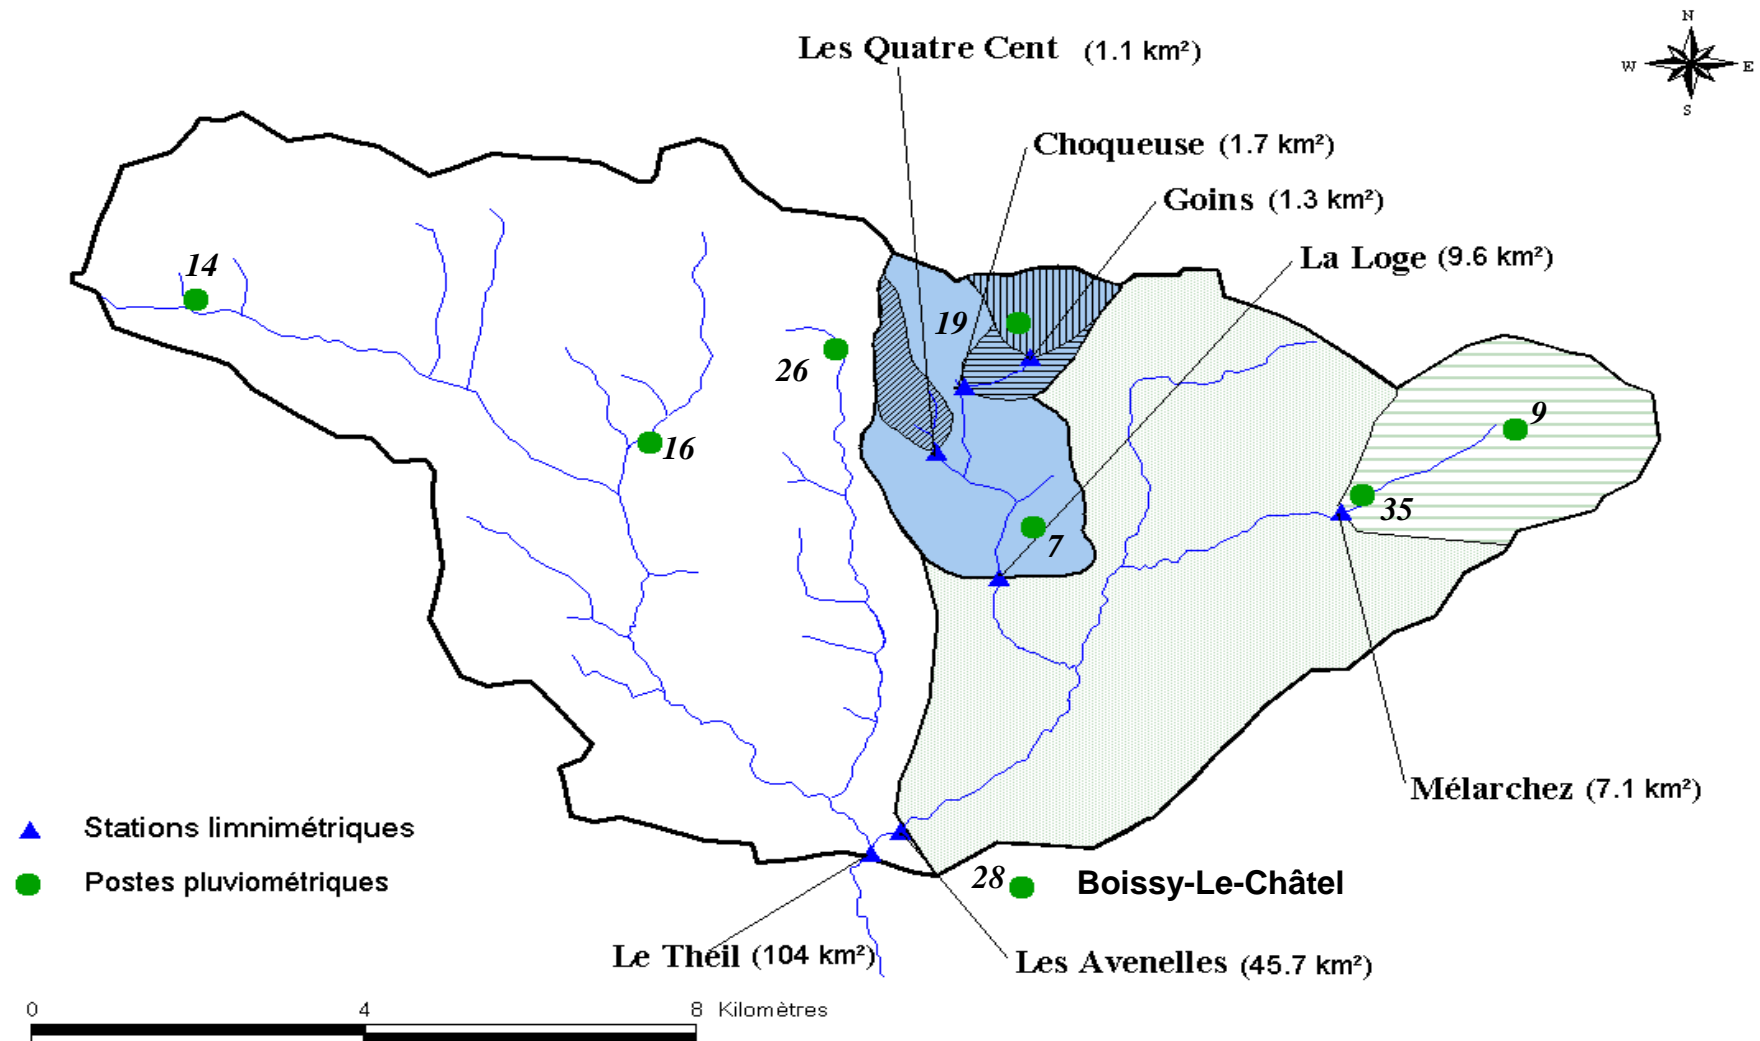 N
W E
S
Les Quatre Cent (1.1 km²)
Choqueuse (1.7 km²)
Goins (1.3 km²)
La Loge (9.6 km²)
14
19
26
16
9
35
7
Mélarchez (7.1 km²)
Stations limnimétriques
Postes pluviométriques
28 Boissy-Le-Châtel
Le Theil (104 km²)
Les Avenelles (45.7 km²)
0 4 8 Kilomètres